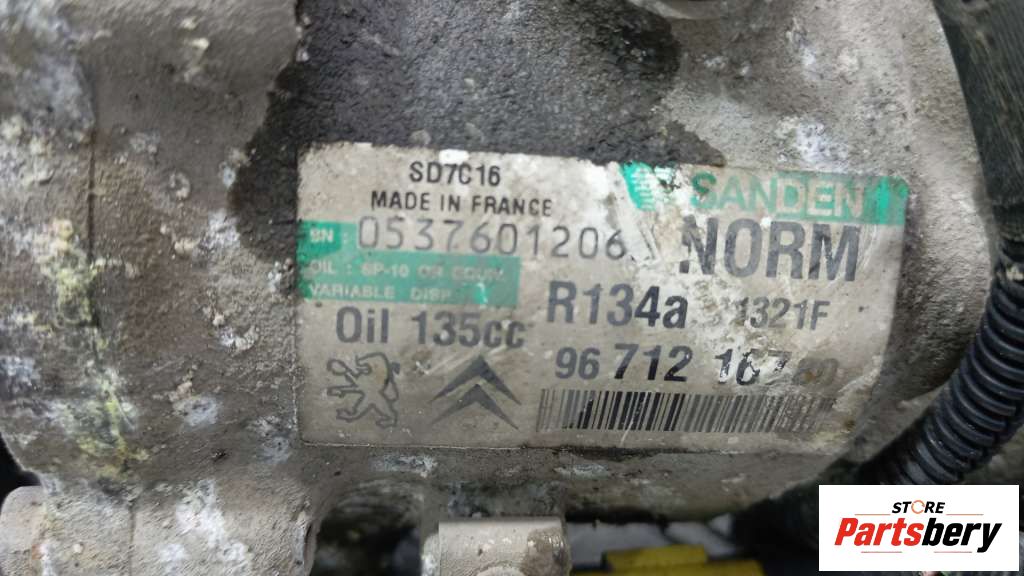 SD7C16
MADE IN FRANCE
SANDEN
SN: 0537601206
NORM
OIL : SP-10 OR EQUIV.
VARIABLE DISP
R134a 1321F
Oil 135cc
96 712 167
STORE
Partsbery